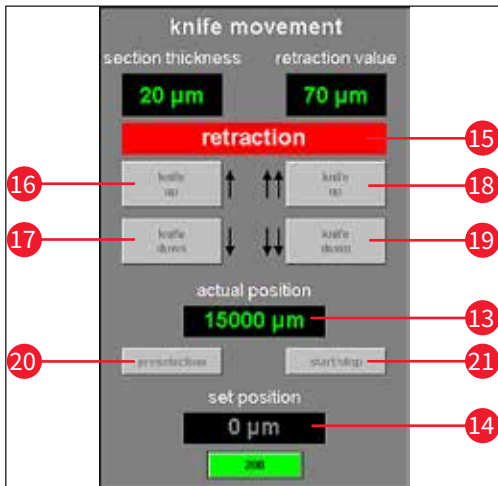 knife movement
section thickness retraction value
20 µm 70 µm
retraction 15
16 knife up knife up 18
17 knife down knife down 19
actual position
15000 µm 13
20 preselection start/stop 21
set position
0 µm 14
200